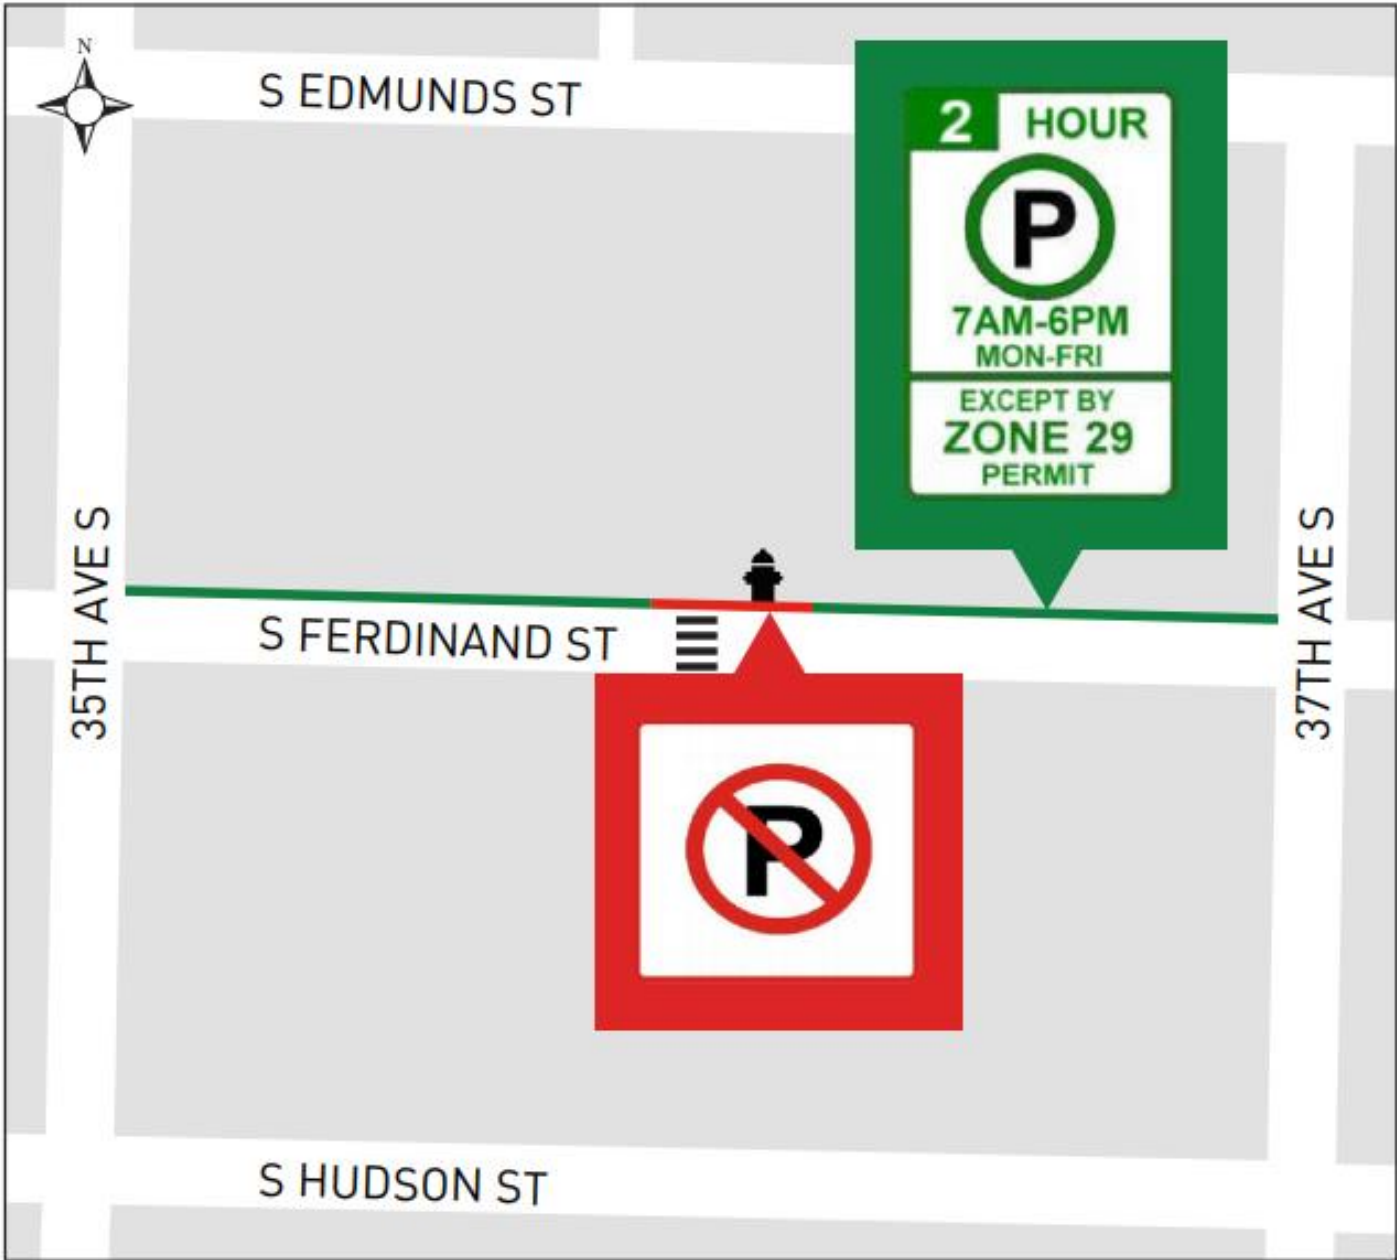 N
S EDMUNDS ST
2 HOUR
P
7AM-6PM
MON-FRI
EXCEPT BY
ZONE 29
PERMIT
35TH AVE S
S FERDINAND ST
37TH AVE S
P
S HUDSON ST